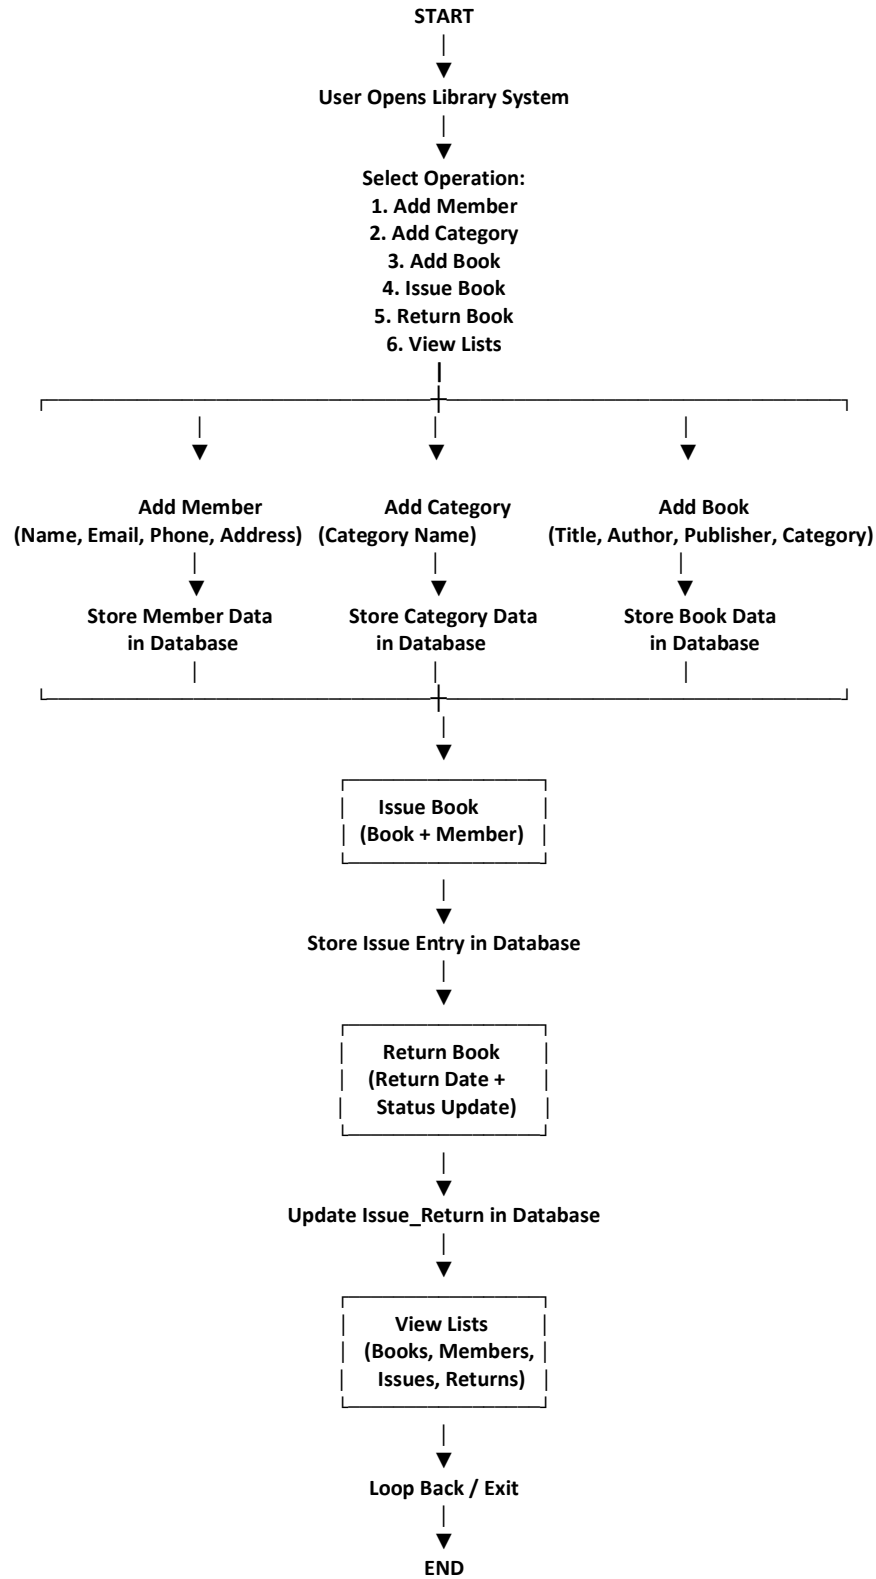 START
User Opens Library System
Select Operation:
1. Add Member
2. Add Category
3. Add Book
4. Issue Book
5. Return Book
6. View Lists
Add Member Add Category Add Book
(Name, Email, Phone, Address) (Category Name) (Title, Author, Publisher, Category)
Store Member Data Store Category Data Store Book Data
in Database in Database in Database
Issue Book
(Book + Member)
Store Issue Entry in Database
Return Book
(Return Date +
Status Update)
Update Issue_Return in Database
View Lists
(Books, Members,
Issues, Returns)
Loop Back / Exit
END